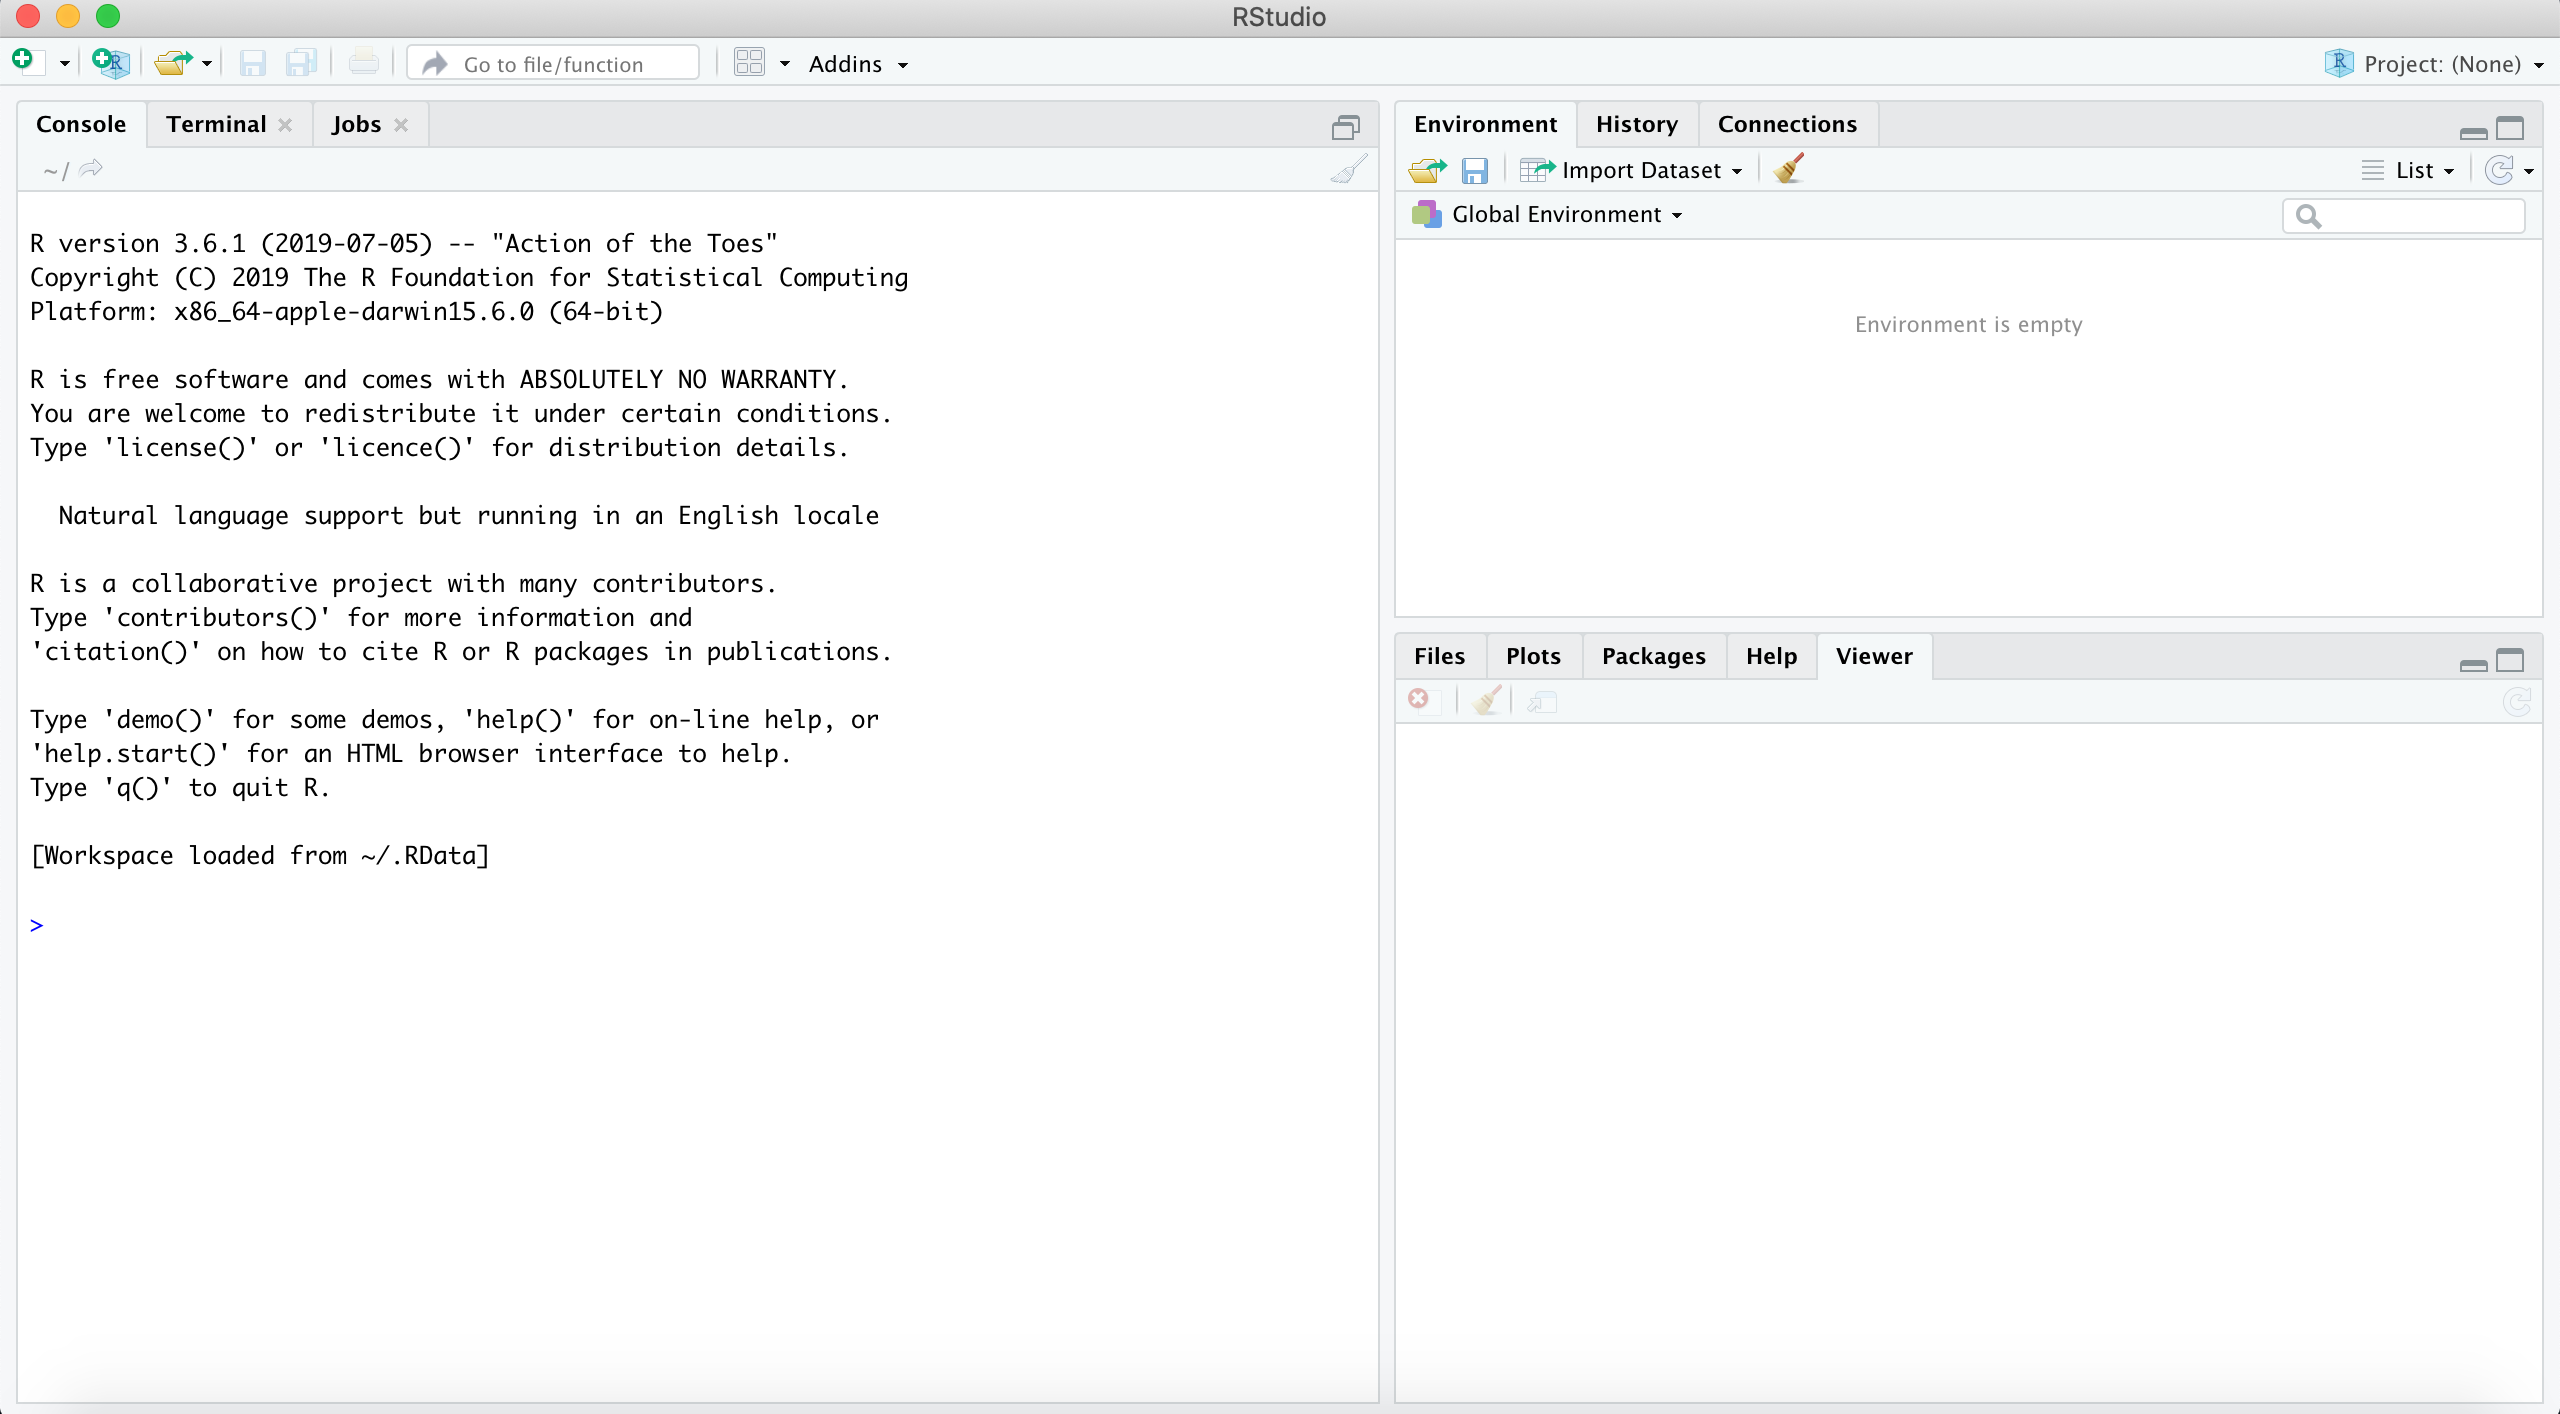 RStudio
Go to file/function
Addins
Project: (None)
Console Terminal Jobs
~/
R version 3.6.1 (2019-07-05) -- "Action of the Toes"
Copyright (C) 2019 The R Foundation for Statistical Computing
Platform: x86_64-apple-darwin15.6.0 (64-bit)
R is free software and comes with ABSOLUTELY NO WARRANTY.
You are welcome to redistribute it under certain conditions.
Type 'license()' or 'licence()' for distribution details.
Natural language support but running in an English locale
R is a collaborative project with many contributors.
Type 'contributors()' for more information and
'citation()' on how to cite R or R packages in publications.
Type 'demo()' for some demos, 'help()' for on-line help, or
'help.start()' for an HTML browser interface to help.
Type 'q()' to quit R.
[Workspace loaded from ~/.RData]
>
Environment History Connections
Import Dataset List
Global Environment
Environment is empty
Files Plots Packages Help Viewer